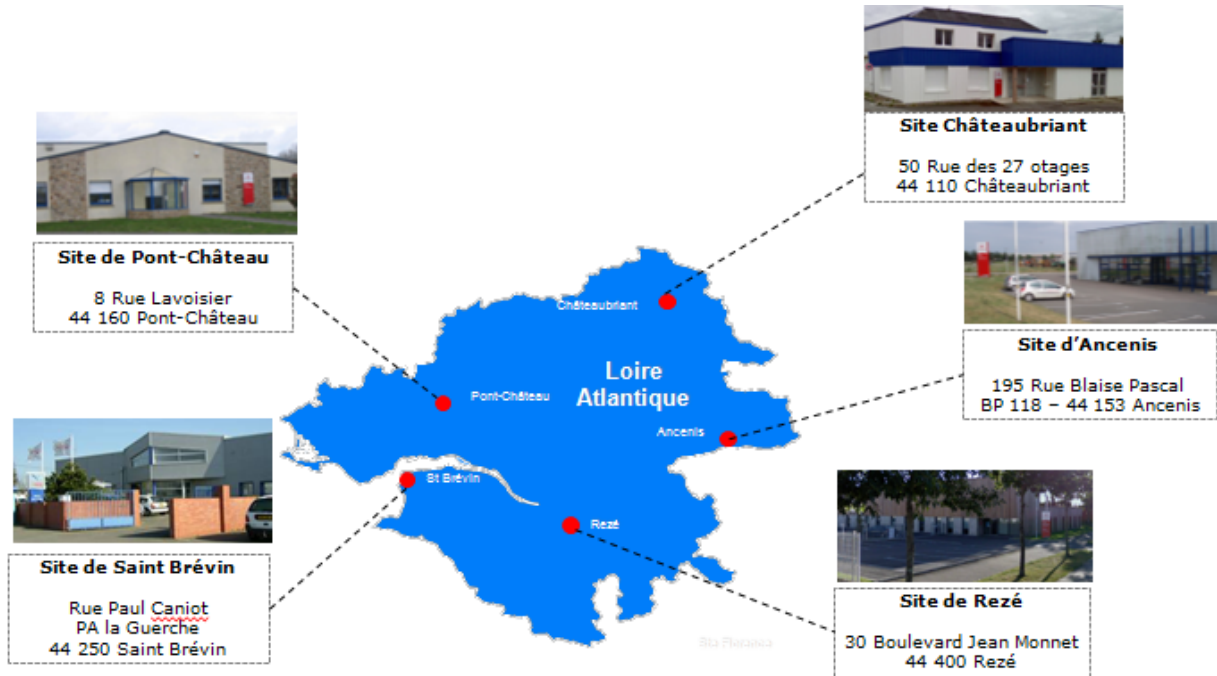 Site Châteaubriant
50 Rue des 27 otages
44 110 Châteaubriant
Site de Pont-Château
8 Rue Lavoisier
44 160 Pont-Château
Site d’Ancenis
195 Rue Blaise Pascal
BP 118 – 44 153 Ancenis
Châteaubriant
Loire
Atlantique
Pont-Château
Ancenis
St Brévin
Rezé
Site de Saint Brévin
Rue Paul Caniot
PA la Guerche
44 250 Saint Brévin
Site de Rezé
30 Boulevard Jean Monnet
44 400 Rezé